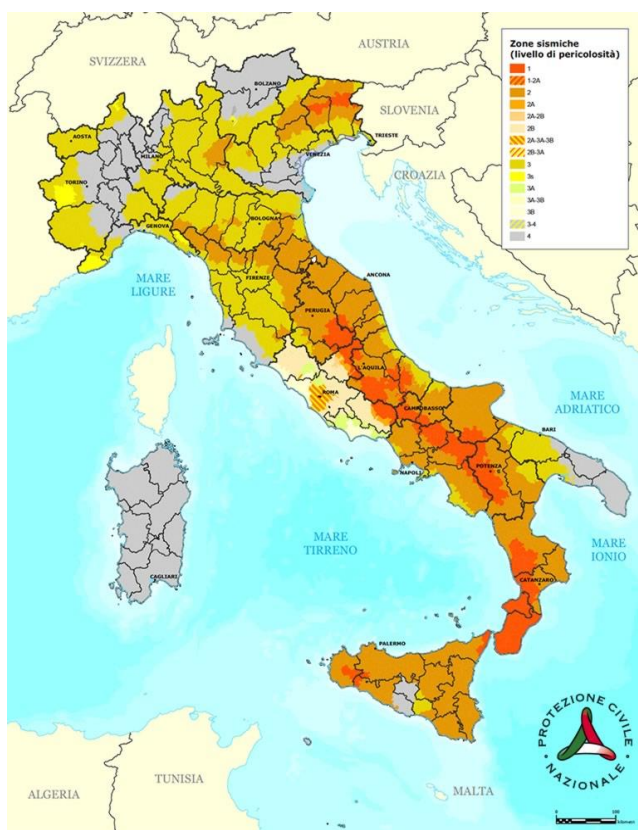 AUSTRIA
SVIZZERA
Zone sismiche
(livello di pericolosità)
1
1-2A
2
2A
2A-2B
2B
2A-3A-3B
2B-3A
3
3s
3A
3A-3B
3B
3-4
4
BOLZANO
SLOVENIA
AOSTA
TRIESTE
MILANO
VENEZIA
TORINO
CROAZIA
GENOVA
BOLOGNA
MARE
LIGURE
FIRENZE
ANCONA
PERUGIA
L'AQUILA
MARE
ADRIATICO
ROMA
CAMPOBASSO
BARI
NAPOLI
POTENZA
MARE
TIRRENO
MARE
IONIO
CAGLIARI
CATANZARO
PALERMO
PROTEZIONE CIVILE
NAZIONALE
TUNISIA
ALGERIA
MALTA